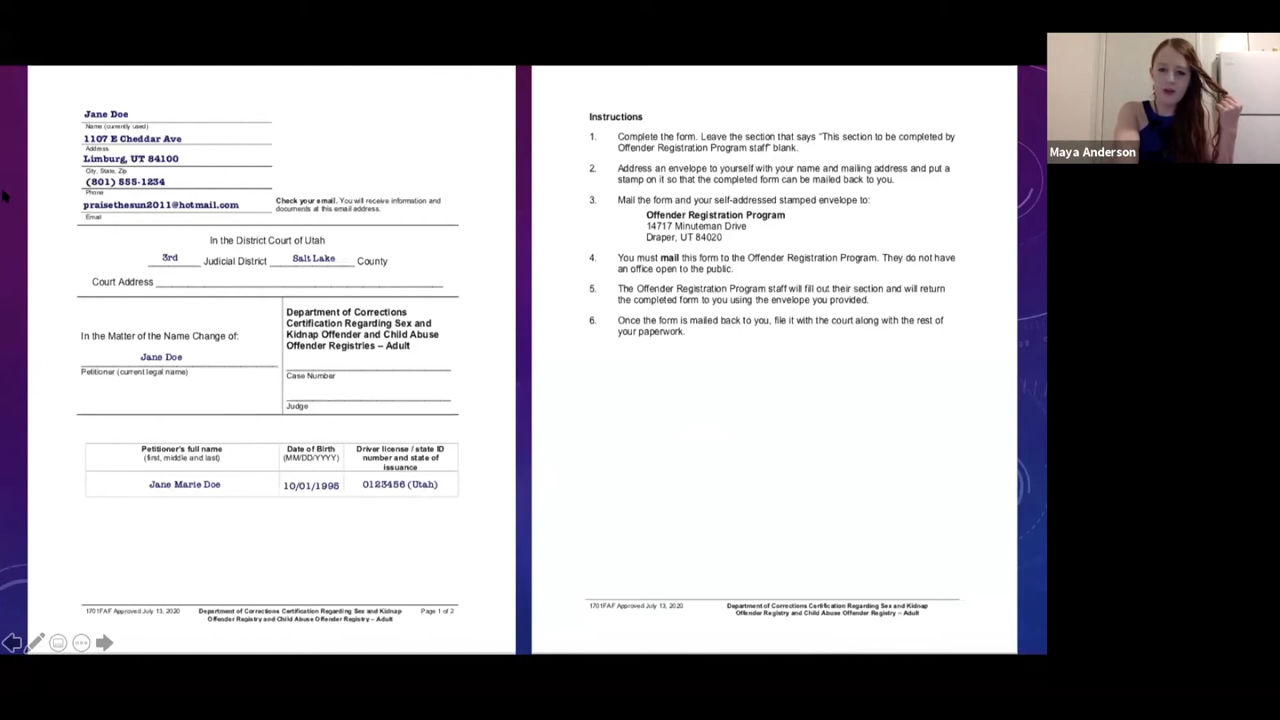 Jane Doe
Name (currently used)
1107 E Cheddar Ave
Address
Limburg, UT 84100
City, State, Zip
(801) 555-1234
Phone
praisethesun2011@hotmail.com
Email
Check your email. You will receive information and
documents at this email address.
In the District Court of Utah
3rd Judicial District Salt Lake County
Court Address
In the Matter of the Name Change of:
Jane Doe
Petitioner (current legal name)
Department of Corrections
Certification Regarding Sex and
Kidnap Offender and Child Abuse
Offender Registries – Adult
Case Number
Judge
Petitioner's full name
(first, middle and last)
Date of Birth
(MM/DD/YYYY)
Driver license / state ID
number and state of
issuance
Jane Marie Doe
10/01/1995
0123456 (Utah)
1701FAF Approved July 13, 2020
Department of Corrections Certification Regarding Sex and Kidnap
Offender Registry and Child Abuse Offender Registry – Adult
Page 1 of 2
Instructions
1. Complete the form. Leave the section that says "This section to be completed by
Offender Registration Program staff" blank.
2. Address an envelope to yourself with your name and mailing address and put a
stamp on it so that the completed form can be mailed back to you.
3. Mail the form and your self-addressed stamped envelope to:
Offender Registration Program
14717 Minuteman Drive
Draper, UT 84020
4. You must mail this form to the Offender Registration Program. They do not have
an office open to the public.
5. The Offender Registration Program staff will fill out their section and will return
the completed form to you using the envelope you provided.
6. Once the form is mailed back to you, file it with the court along with the rest of
your paperwork.
1701FAF Approved July 13, 2020
Department of Corrections Certification Regarding Sex and Kidnap
Offender Registry and Child Abuse Offender Registry – Adult
Maya Anderson